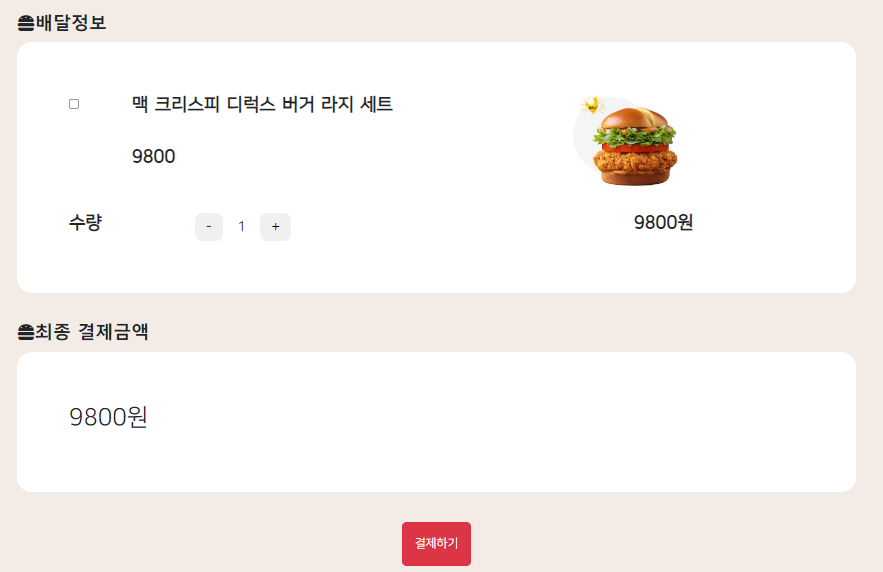 배달정보
맥 크리스피 디럭스 버거 라지 세트
9800
수량 - 1 + 9800원
최종 결제금액
9800원
결제하기